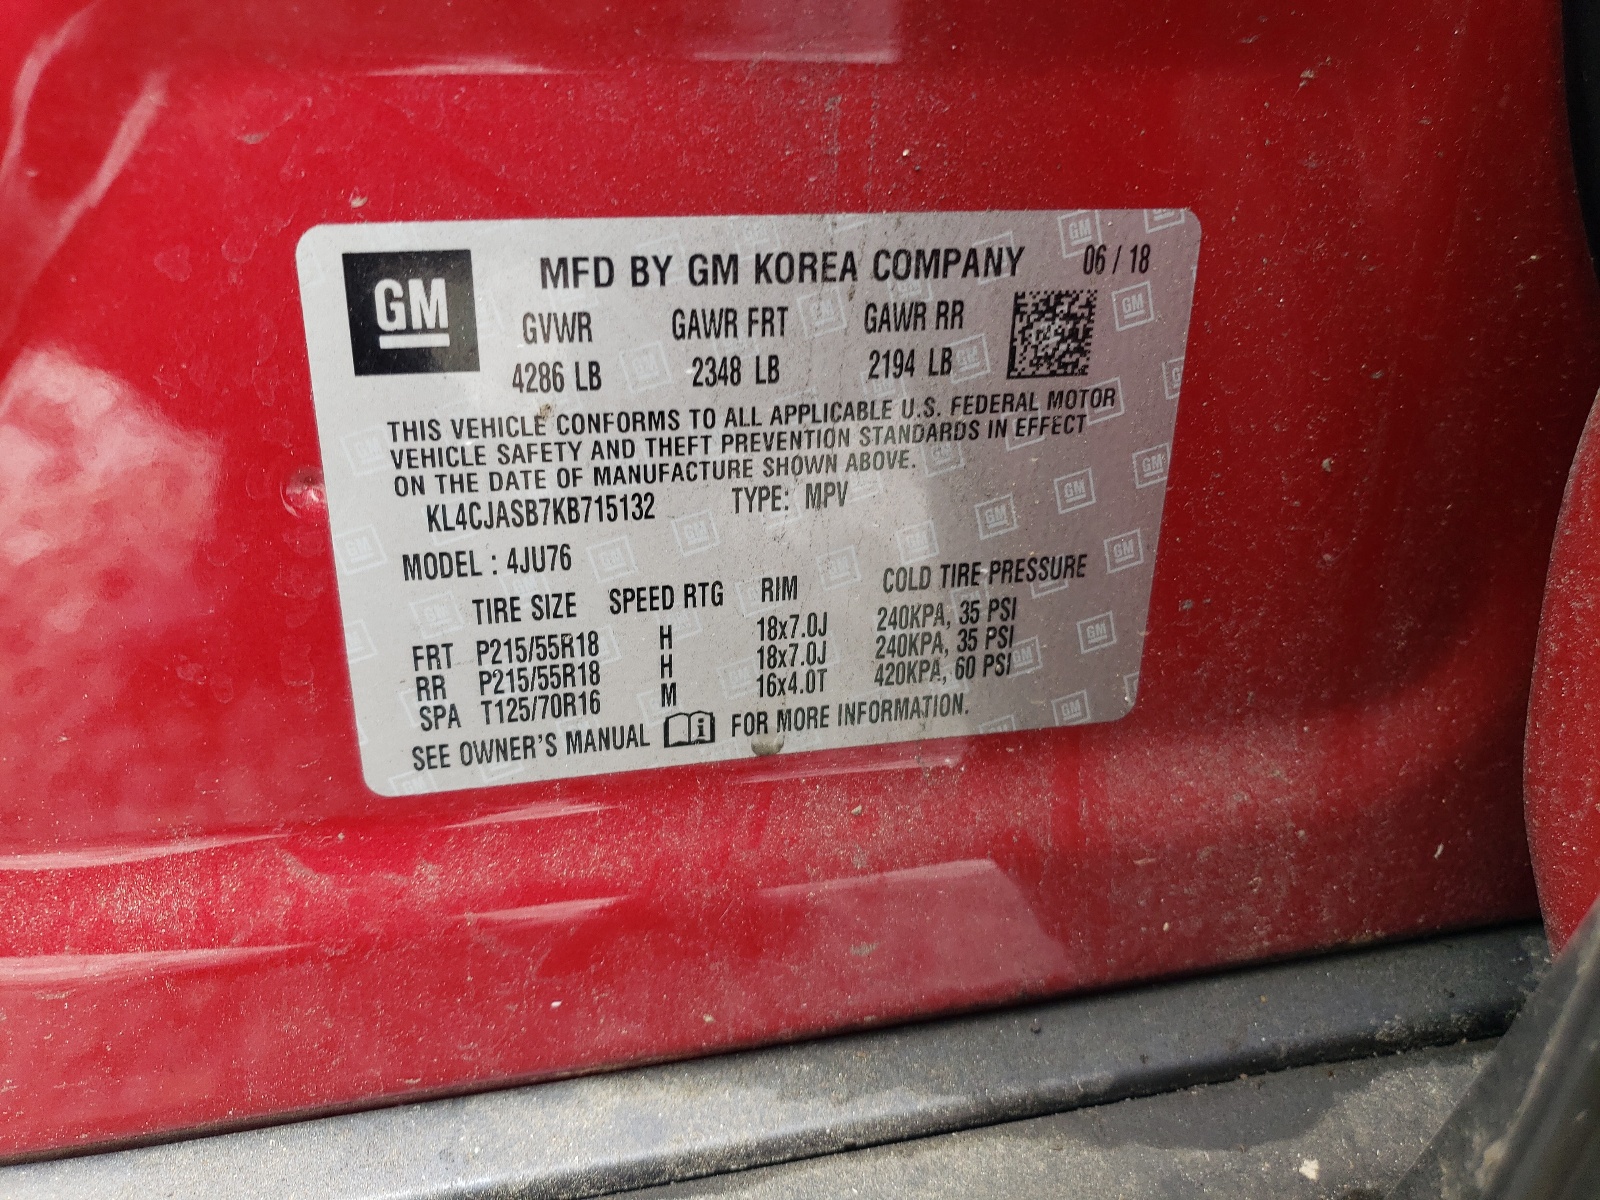 GM MFD BY GM KOREA COMPANY 06 / 18
GVWR GAWR FRT GAWR RR
4286 LB 2348 LB 2194 LB
THIS VEHICLE CONFORMS TO ALL APPLICABLE U.S. FEDERAL MOTOR
VEHICLE SAFETY AND THEFT PREVENTION STANDARDS IN EFFECT
ON THE DATE OF MANUFACTURE SHOWN ABOVE.
KL4CJASB7KB715132 TYPE: MPV
MODEL : 4JU76
TIRE SIZE SPEED RTG RIM COLD TIRE PRESSURE
FRT P215/55R18 H 18x7.0J 240KPA, 35 PSI
RR P215/55R18 H 18x7.0J 240KPA, 35 PSI
SPA T125/70R16 M 16x4.0T 420KPA, 60 PSI
SEE OWNER'S MANUAL i FOR MORE INFORMATION.